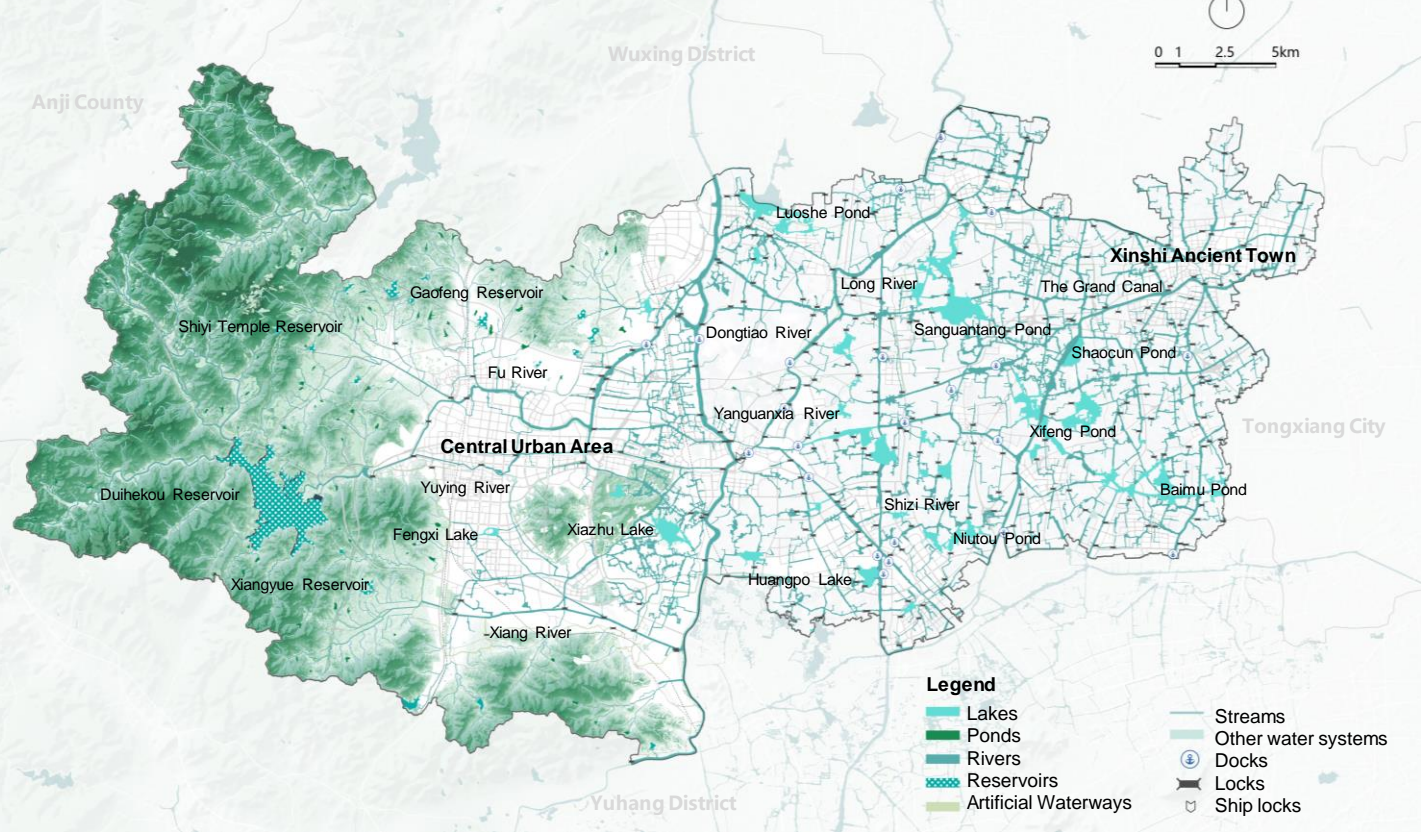 Wuxing District
0 1 2.5 5km
Anji County
Luoshe Pond
Xinshi Ancient Town
Long River
The Grand Canal
Gaofeng Reservoir
Shiyi Temple Reservoir
Dongtiao River
Sanguantang Pond
Shaocun Pond
Fu River
Yanguanxia River
Tongxiang City
Xifeng Pond
Central Urban Area
Yuying River
Duihekou Reservoir
Baimu Pond
Shizi River
Fengxi Lake
Xiazhu Lake
Niutou Pond
Huangpo Lake
Xiangyue Reservoir
Xiang River
Yuhang District
Legend
Lakes
Ponds
Rivers
Reservoirs
Artificial Waterways
Streams
Other water systems
Docks
Locks
Ship locks